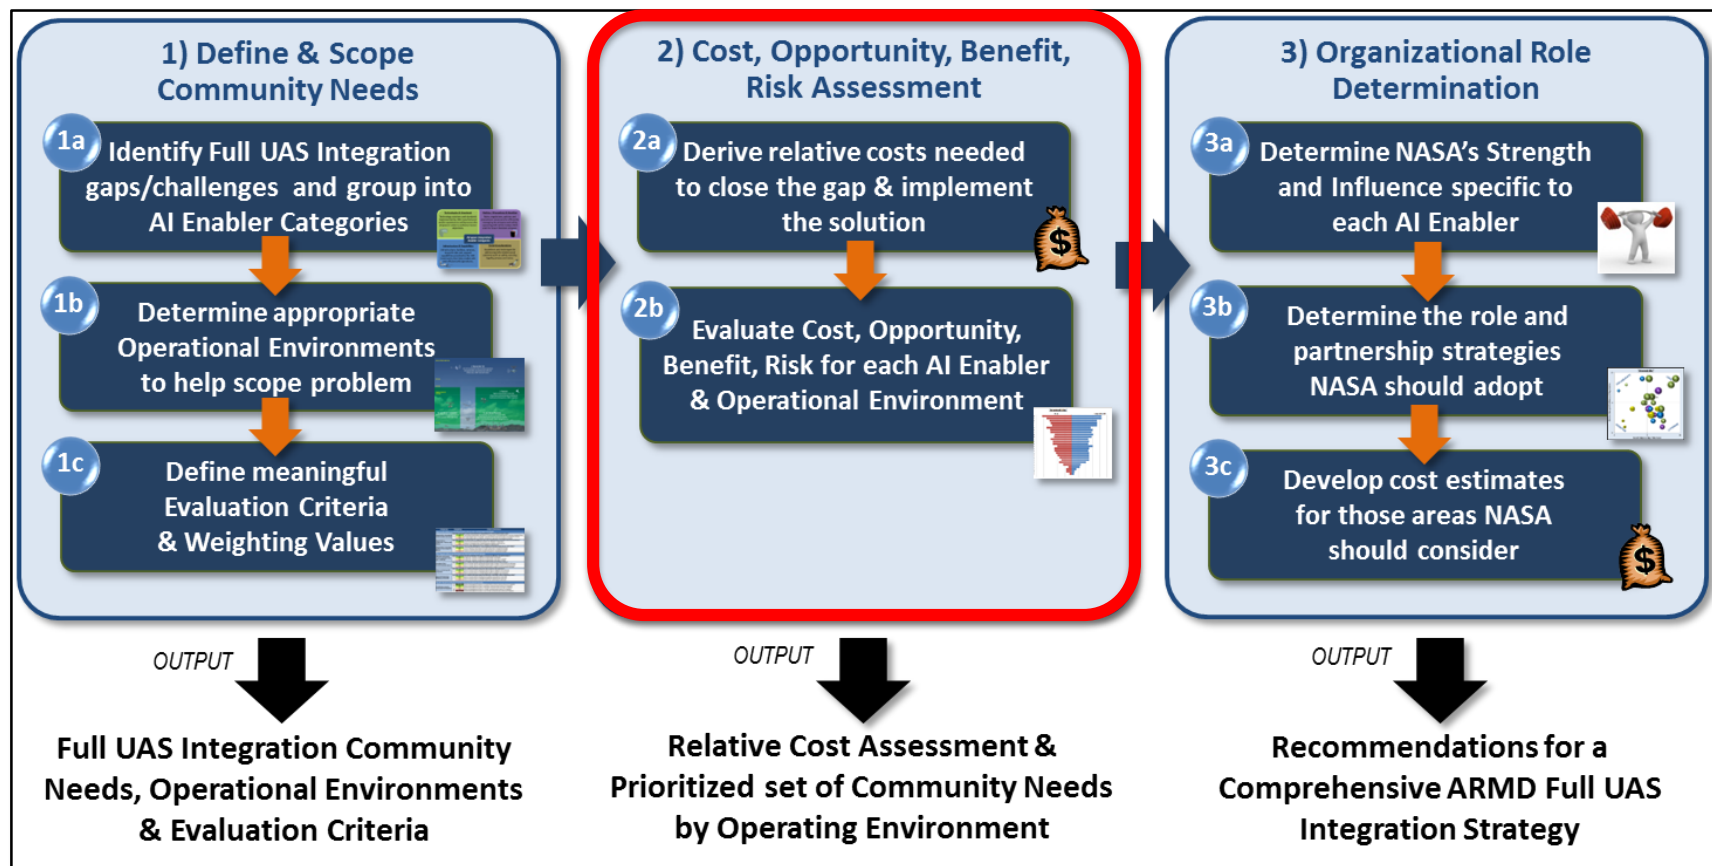 1) Define & Scope
Community Needs
1a
Identify Full UAS Integration
gaps/challenges and group into
AI Enabler Categories
1b
Determine appropriate
Operational Environments
to help scope problem
1c
Define meaningful
Evaluation Criteria
& Weighting Values
OUTPUT
Full UAS Integration Community
Needs, Operational Environments
& Evaluation Criteria
2) Cost, Opportunity, Benefit,
Risk Assessment
2a
Derive relative costs needed
to close the gap & implement
the solution
$
2b
Evaluate Cost, Opportunity,
Benefit, Risk for each AI Enabler
& Operational Environment
OUTPUT
Relative Cost Assessment &
Prioritized set of Community Needs
by Operating Environment
3) Organizational Role
Determination
3a
Determine NASA's Strength
and Influence specific to
each AI Enabler
3b
Determine the role and
partnership strategies
NASA should adopt
3c
Develop cost estimates
for those areas NASA
should consider
$
OUTPUT
Recommendations for a
Comprehensive ARMD Full UAS
Integration Strategy